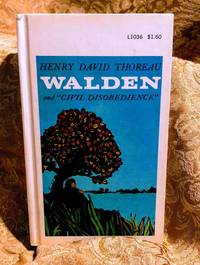 L1036 $1.60
HENRY DAVID THOREAU
WALDEN
and "CIVIL DISOBEDIENCE"